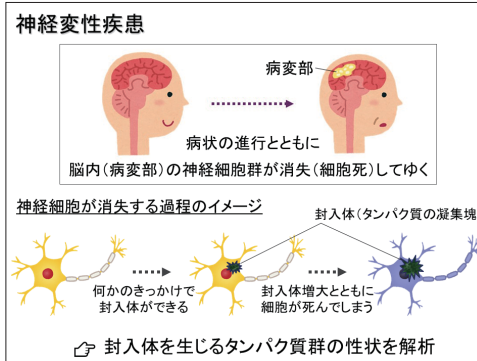 神経変性疾患
病変部
病状の進行とともに
脳内(病変部)の神経細胞群が消失(細胞死)してゆく
神経細胞が消失する過程のイメージ
封入体(タンパク質の凝集塊
何かのきっかけで
封入体ができる
封入体増大とともに
細胞が死んでしまう
封入体を生じるタンパク質群の性状を解析